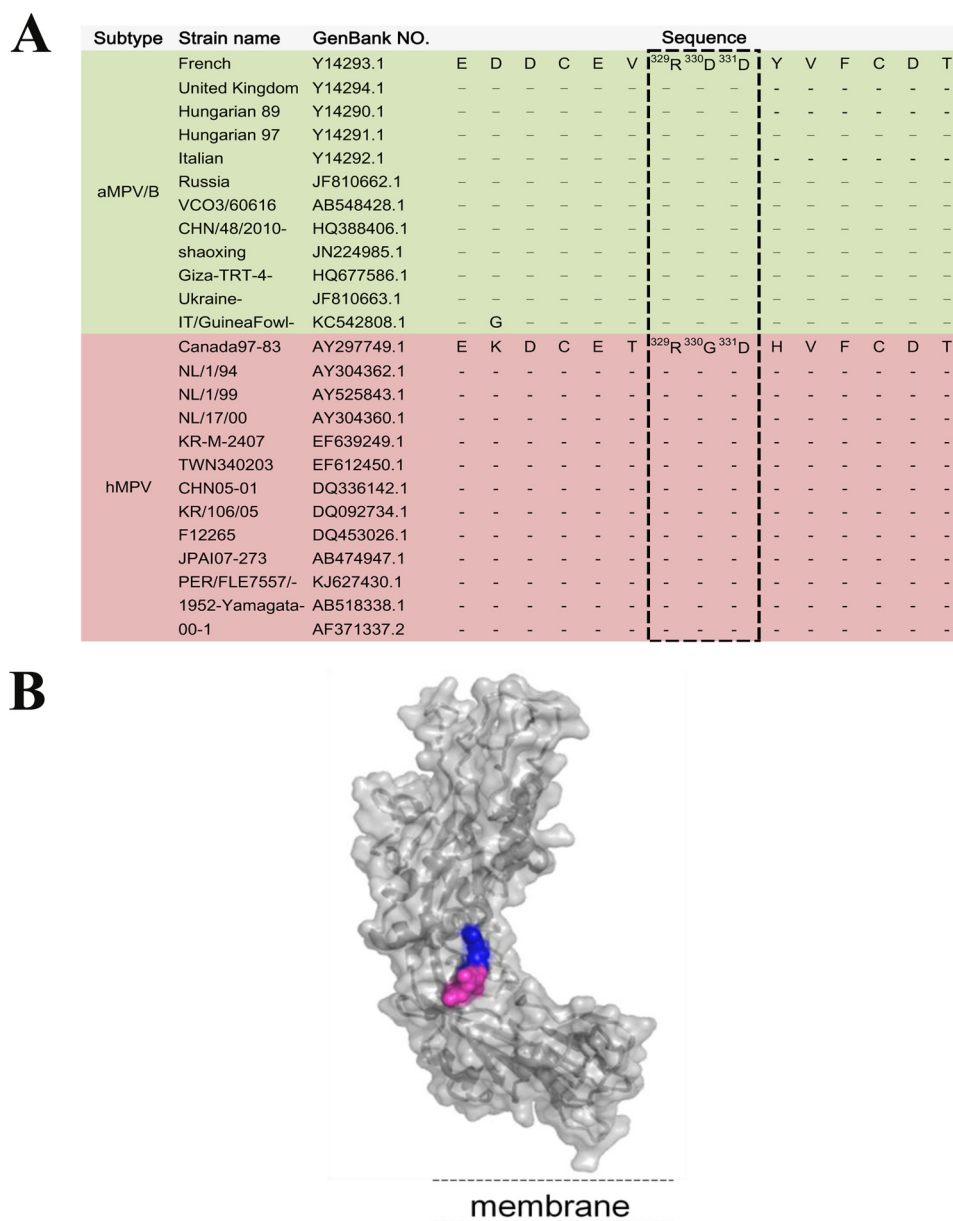 A
Subtype Strain name GenBank NO. Sequence
French Y14293.1 E D D C E V 329R 330D 331D Y V F C D T
United Kingdom Y14294.1 – – – – – – – – – - - - - - -
Hungarian 89 Y14290.1 – – – – – – – – – - - - - - -
Hungarian 97 Y14291.1 – – – – – – – – – – – – – – –
Italian Y14292.1 – – – – – – – – – - - - - - -
Russia JF810662.1 – – – – – – – – – – – – – – –
aMPV/B
VCO3/60616 AB548428.1 – – – – – – – – – – – – – – –
CHN/48/2010- HQ388406.1 – – – – – – – – – – – – – – –
shaoxing JN224985.1 – – – – – – – – – – – – – – –
Giza-TRT-4- HQ677586.1 – – – – – – – – – – – – – – –
Ukraine- JF810663.1 – – – – – – – – – – – – – – –
IT/GuineaFowl- KC542808.1 – G – – – – – – – – – – – – –
Canada97-83 AY297749.1 E K D C E T 329R 330G 331D H V F C D T
NL/1/94 AY304362.1 - - - - - - - - - - - - - - -
NL/1/99 AY525843.1 - - - - - - - - - - - - - - -
NL/17/00 AY304360.1 - - - - - - - - - - - - - - -
KR-M-2407 EF639249.1 - - - - - - - - - - - - - - -
TWN340203 EF612450.1 - - - - - - - - - - - - - - -
hMPV CHN05-01 DQ336142.1 - - - - - - - - - - - - - - -
KR/106/05 DQ092734.1 - - - - - - - - - - - - - - -
F12265 DQ453026.1 - - - - - - - - - - - - - - -
JPAI07-273 AB474947.1 - - - - - - - - - - - - - - -
PER/FLE7557/- KJ627430.1 - - - - - - - - - - - - - - -
1952-Yamagata- AB518338.1 - - - - - - - - - - - - - - -
00-1 AF371337.2 - - - - - - - - - - - - - - -
B
membrane